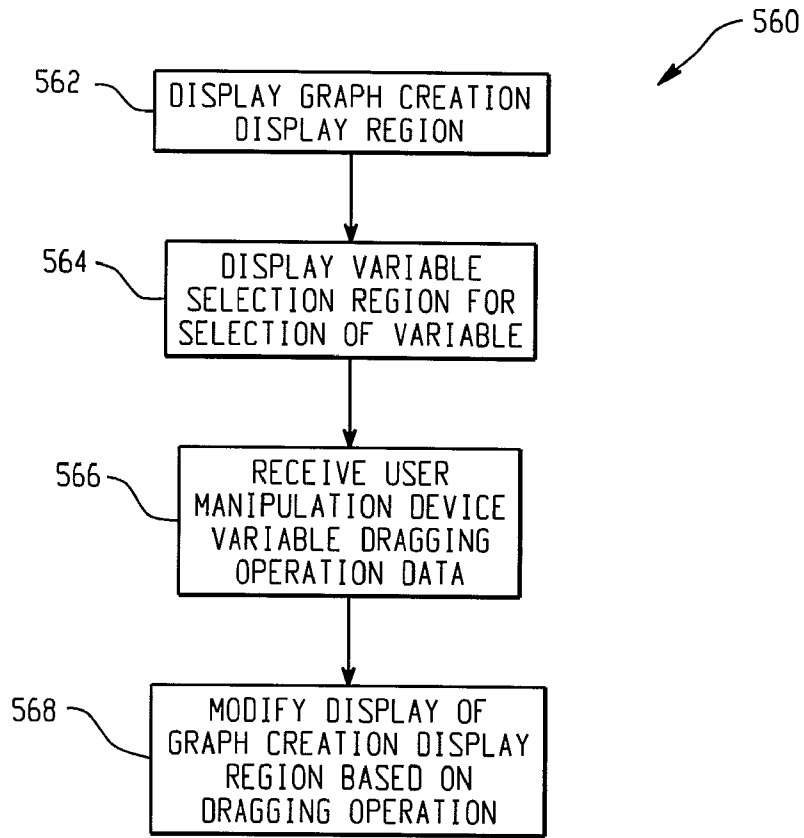 560
562
DISPLAY GRAPH CREATION
DISPLAY REGION
564
DISPLAY VARIABLE
SELECTION REGION FOR
SELECTION OF VARIABLE
566
RECEIVE USER
MANIPULATION DEVICE
VARIABLE DRAGGING
OPERATION DATA
568
MODIFY DISPLAY OF
GRAPH CREATION DISPLAY
REGION BASED ON
DRAGGING OPERATION